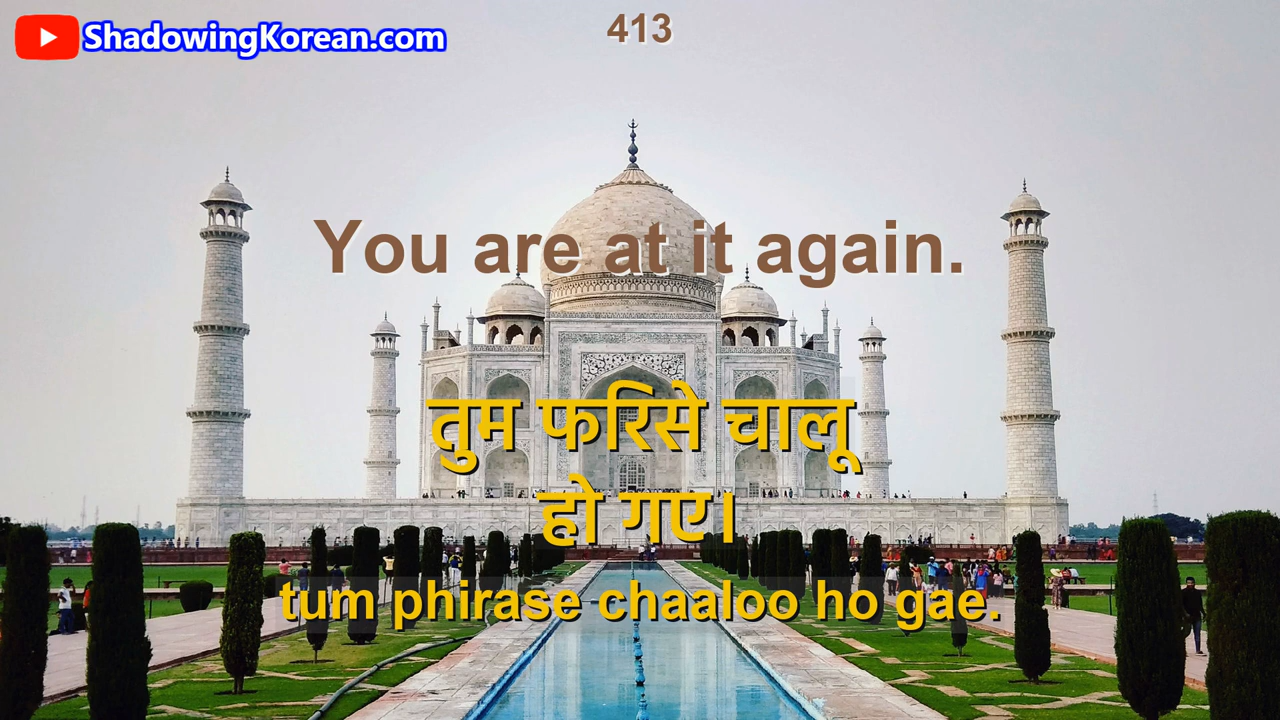 ShadowingKorean.com
413
You are at it again.
तुम फरिसे चालू
हो गए।
tum phirase chaaloo ho gae.